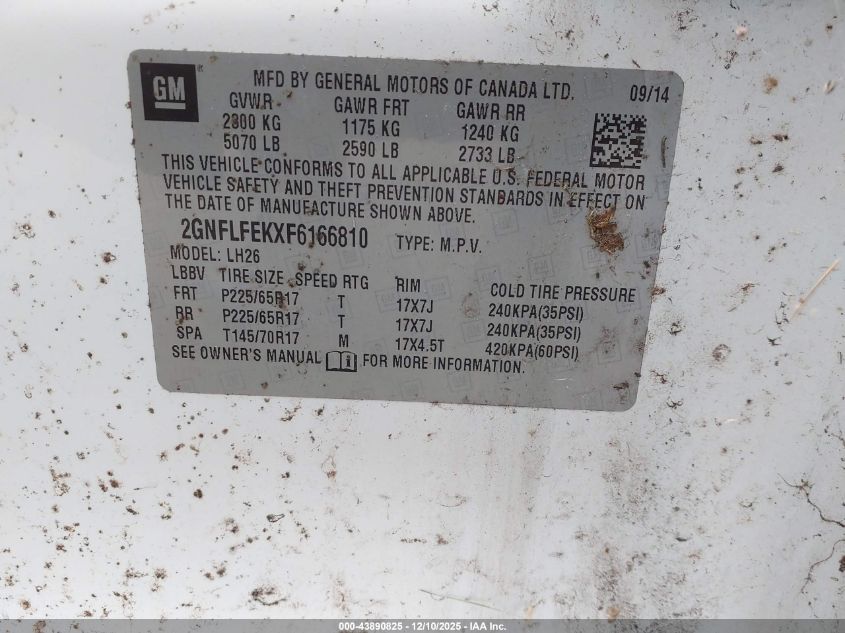 GM ®
MFD BY GENERAL MOTORS OF CANADA LTD. 09/14
GVWR GAWR FRT GAWR RR
2300 KG 1175 KG 1240 KG
5070 LB 2590 LB 2733 LB
THIS VEHICLE CONFORMS TO ALL APPLICABLE U.S. FEDERAL MOTOR
VEHICLE SAFETY AND THEFT PREVENTION STANDARDS IN EFFECT ON
THE DATE OF MANUFACTURE SHOWN ABOVE.
2GNFLFEKXF6166810 TYPE: M.P.V.
MODEL: LH26
LBBV TIRE SIZE SPEED RTG RIM COLD TIRE PRESSURE
FRT P225/65R17 T 17X7J 240KPA(35PSI)
RR P225/65R17 T 17X7J 240KPA(35PSI)
SPA T145/70R17 M 17X4.5T 420KPA(60PSI)
SEE OWNER'S MANUAL FOR MORE INFORMATION.
000-43890825 - 12/10/2025 - IAA Inc.